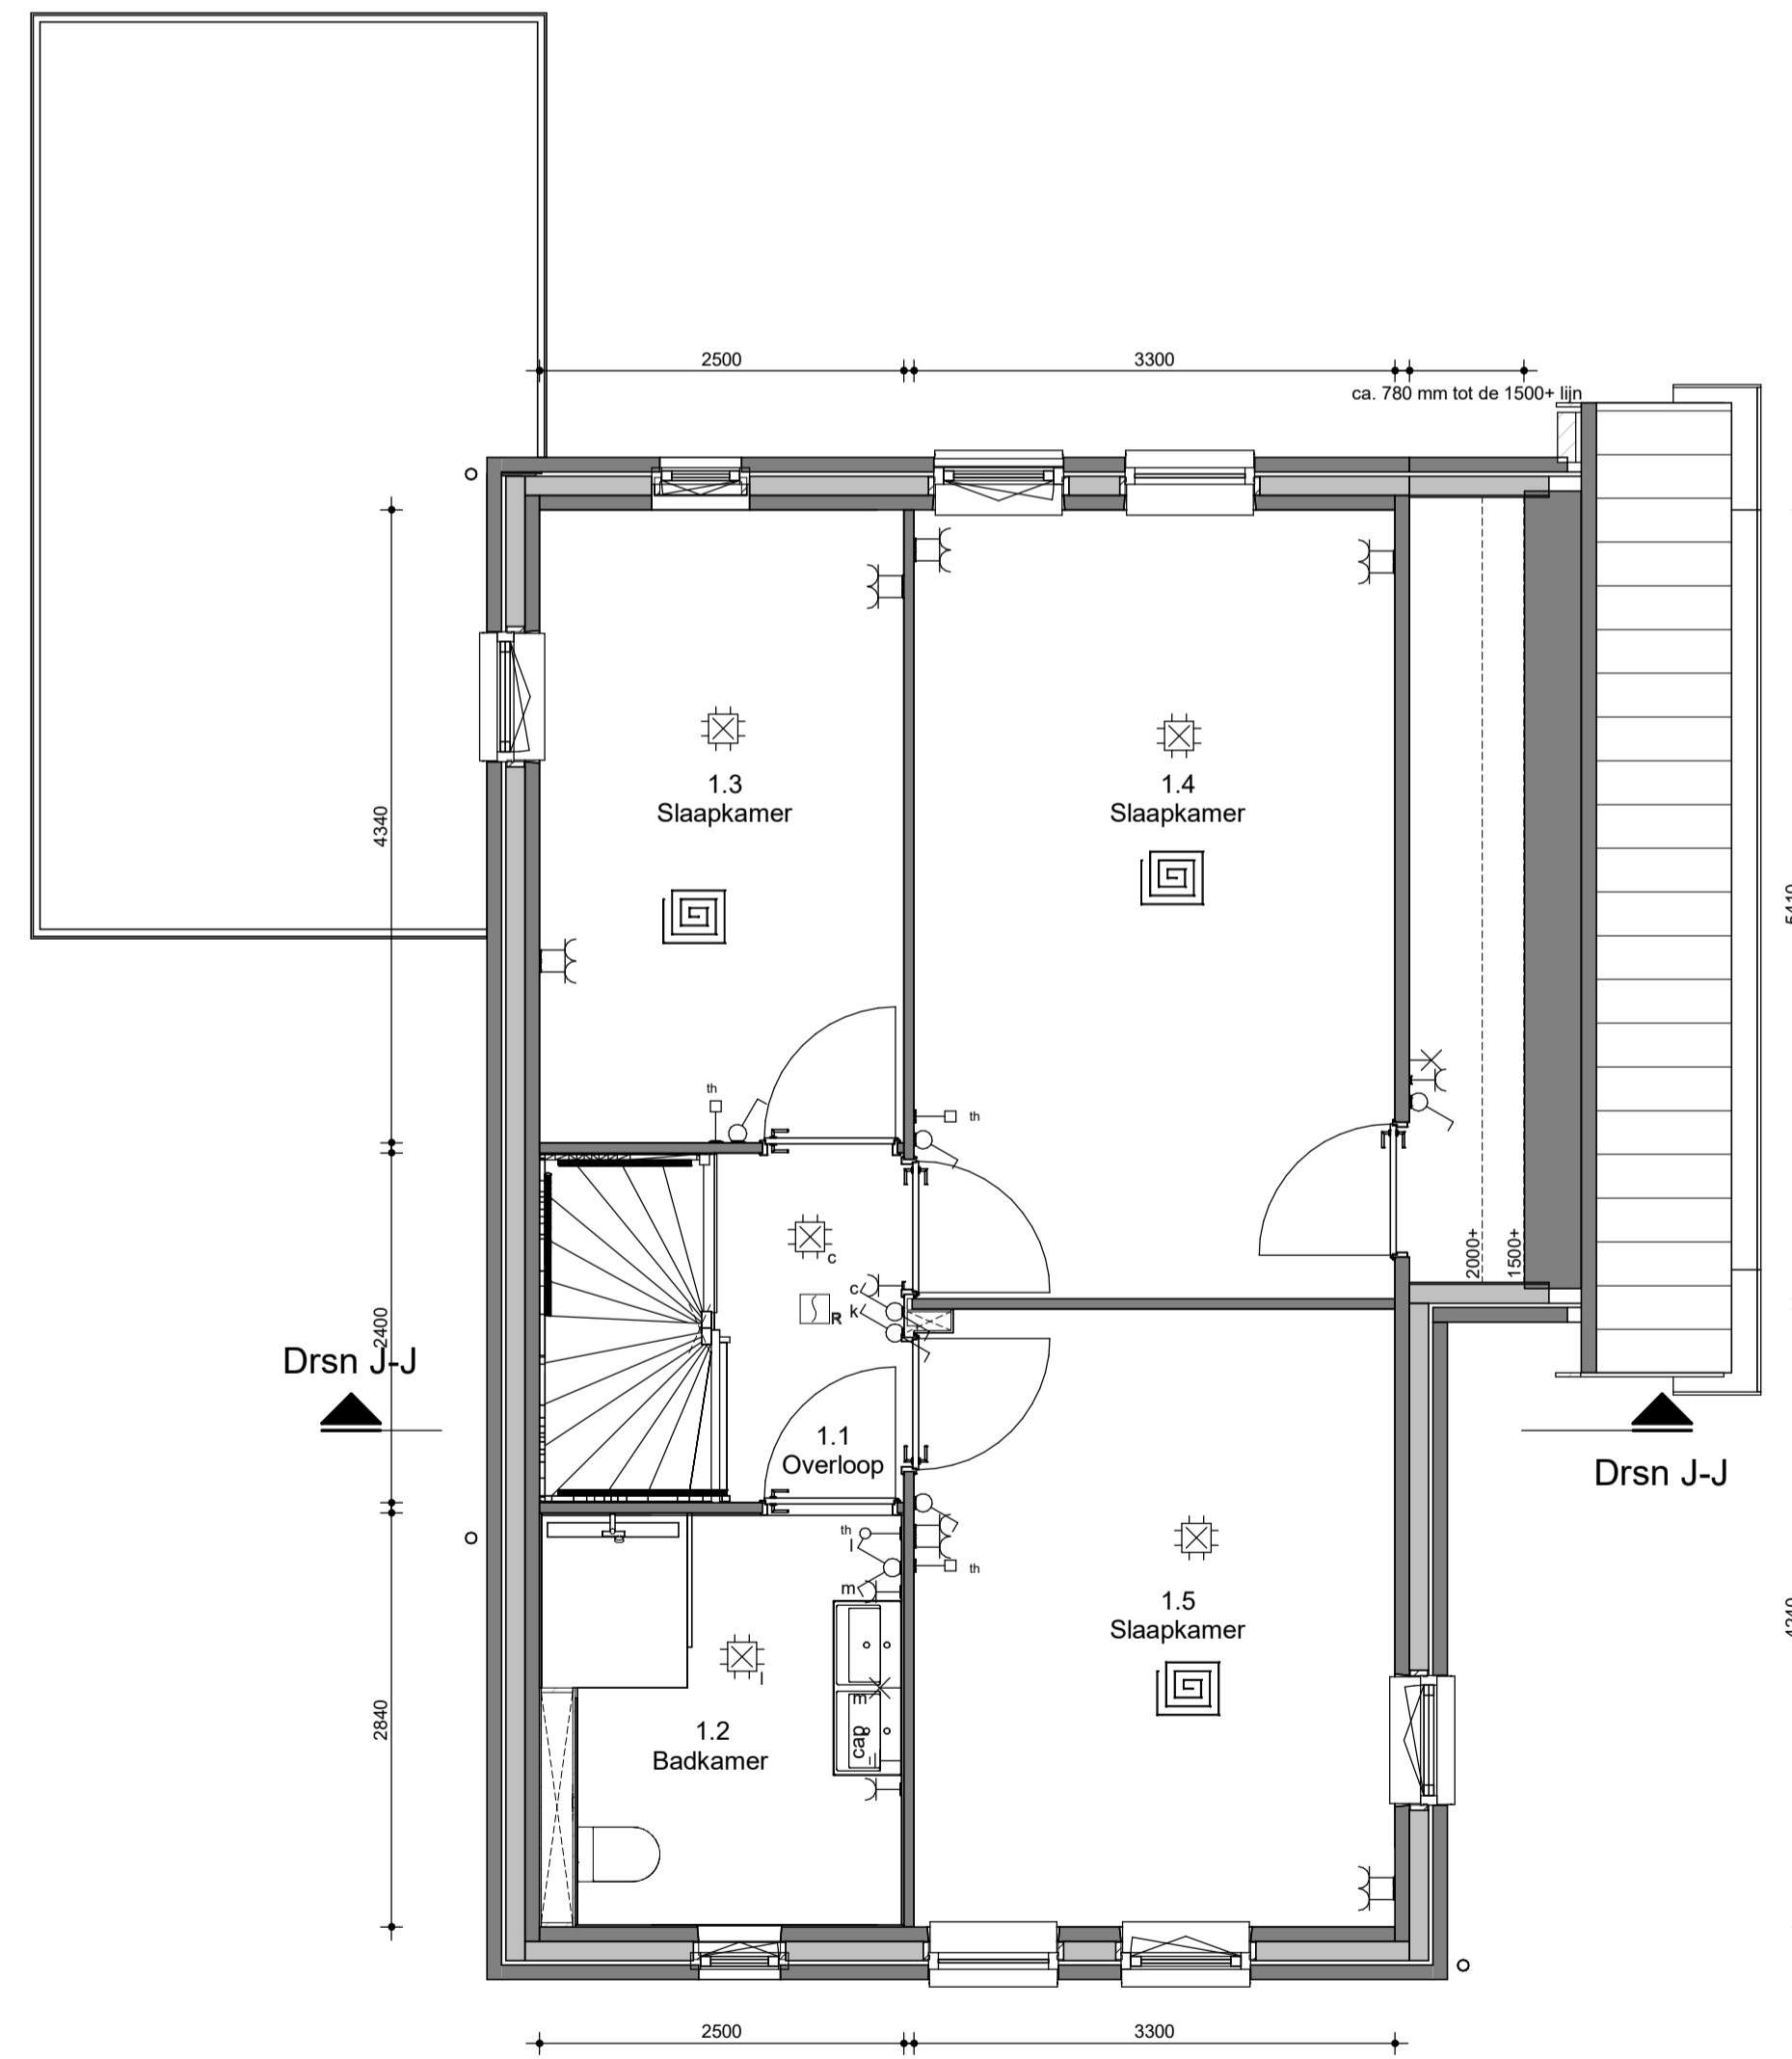 2500
3300
ca. 780 mm tot de 1500+ lijn
1.3
Slaapkamer
1.4
Slaapkamer
4340
5410
th
th
c
c
k
R
2000+
1500+
2400
Drsn J-J
Drsn J-J
1.1
Overloop
th
l
m
th
1.5
Slaapkamer
l
m
cap
1.2
Badkamer
2840
4240
2500
3300